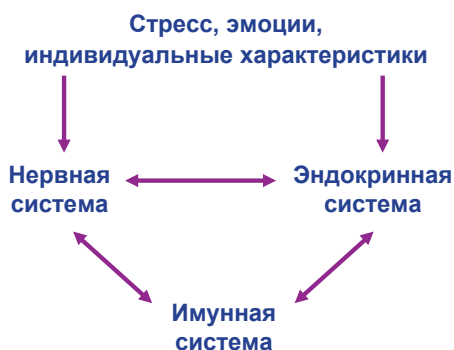 Стресс, эмоции,
индивидуальные характеристики
Нервная
система
Эндокринная
система
Имунная
система